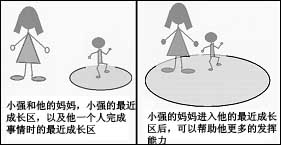 小强和他的妈妈，小强的最近
成长区，以及他一个人完成
事情时的最近成长区
小强的妈妈进入他的最近成长
区后，可以帮助他更多的发挥
能力